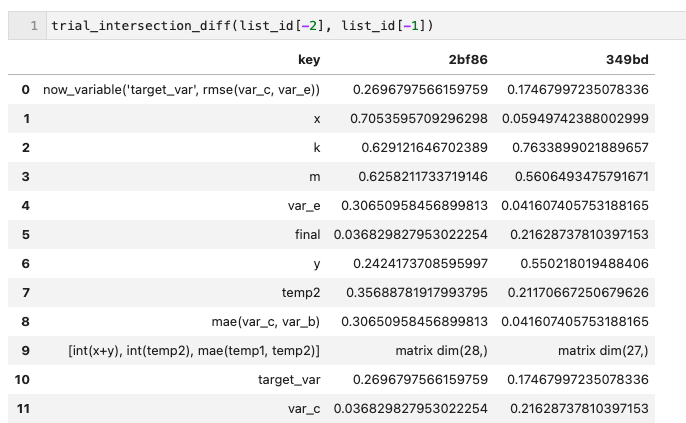 1 trial_intersection_diff(list_id[-2], list_id[-1])
key 2bf86 349bd
0 now_variable('target_var', rmse(var_c, var_e)) 0.2696797566159759 0.17467997235078336
1 x 0.7053595709296298 0.05949742388002999
2 k 0.629121646702389 0.7633899021889657
3 m 0.6258211733719146 0.5606493475791671
4 var_e 0.30650958456899813 0.041607405753188165
5 final 0.036829827953022254 0.21628737810397153
6 y 0.2424173708595997 0.550218019488406
7 temp2 0.35688781917993795 0.21170667250679626
8 mae(var_c, var_b) 0.30650958456899813 0.041607405753188165
9 [int(x+y), int(temp2), mae(temp1, temp2)] matrix dim(28,) matrix dim(27,)
10 target_var 0.2696797566159759 0.17467997235078336
11 var_c 0.036829827953022254 0.21628737810397153